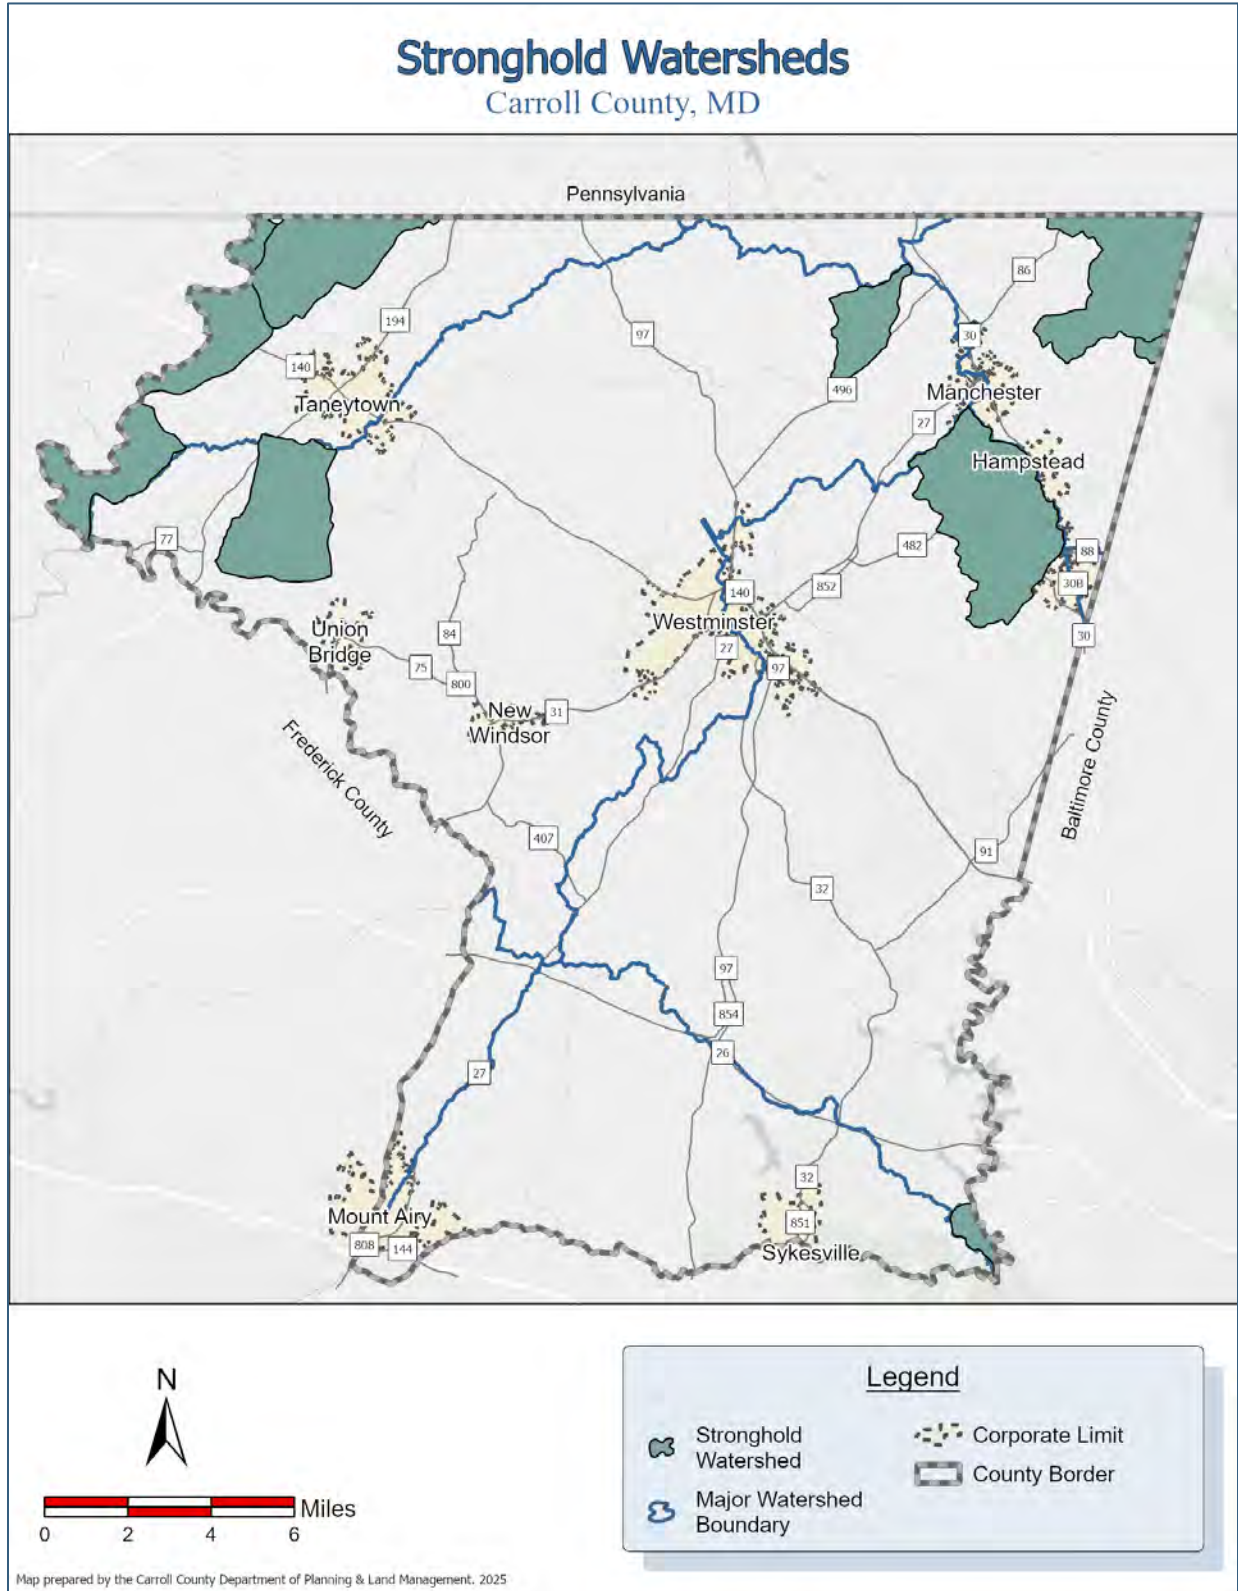 Stronghold Watersheds
Carroll County, MD
Pennsylvania
86
194
97
30
140
496
Manchester
Taneytown
27
Hampstead
77
482
88
852
30B
140
Westminster
Union
Bridge
84
30
27
75
97
800
New
Windsor
31
Frederick County
Baltimore County
407
91
32
97
854
26
27
32
Mount Airy
851
808
144
Sykesville
N
Miles
0 2 4 6
Legend
Stronghold
Watershed
Major Watershed
Boundary
Corporate Limit
County Border
Map prepared by the Carroll County Department of Planning & Land Management. 2025